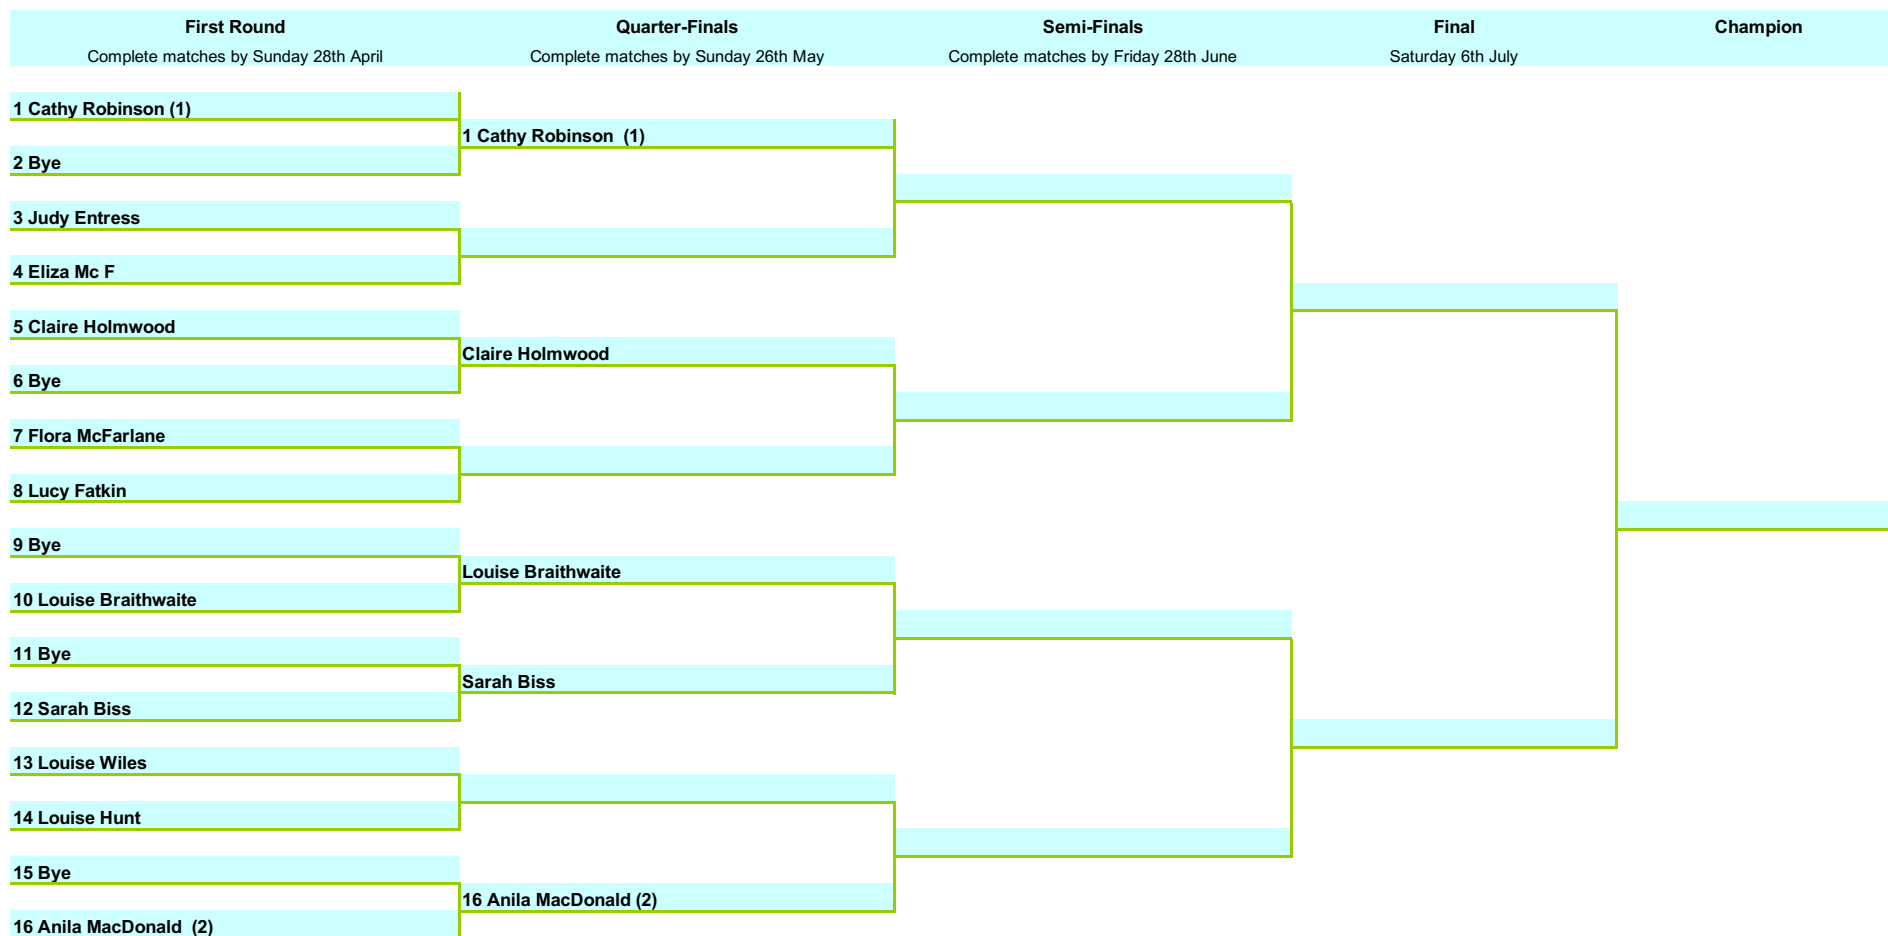 First Round Quarter-Finals Semi-Finals Final Champion
Complete matches by Sunday 28th April Complete matches by Sunday 26th May Complete matches by Friday 28th June Saturday 6th July
1 Cathy Robinson (1)
1 Cathy Robinson (1)
2 Bye
3 Judy Entress
4 Eliza Mc F
5 Claire Holmwood
Claire Holmwood
6 Bye
7 Flora McFarlane
8 Lucy Fatkin
9 Bye
Louise Braithwaite
10 Louise Braithwaite
11 Bye
Sarah Biss
12 Sarah Biss
13 Louise Wiles
14 Louise Hunt
15 Bye
16 Anila MacDonald (2)
16 Anila MacDonald (2)